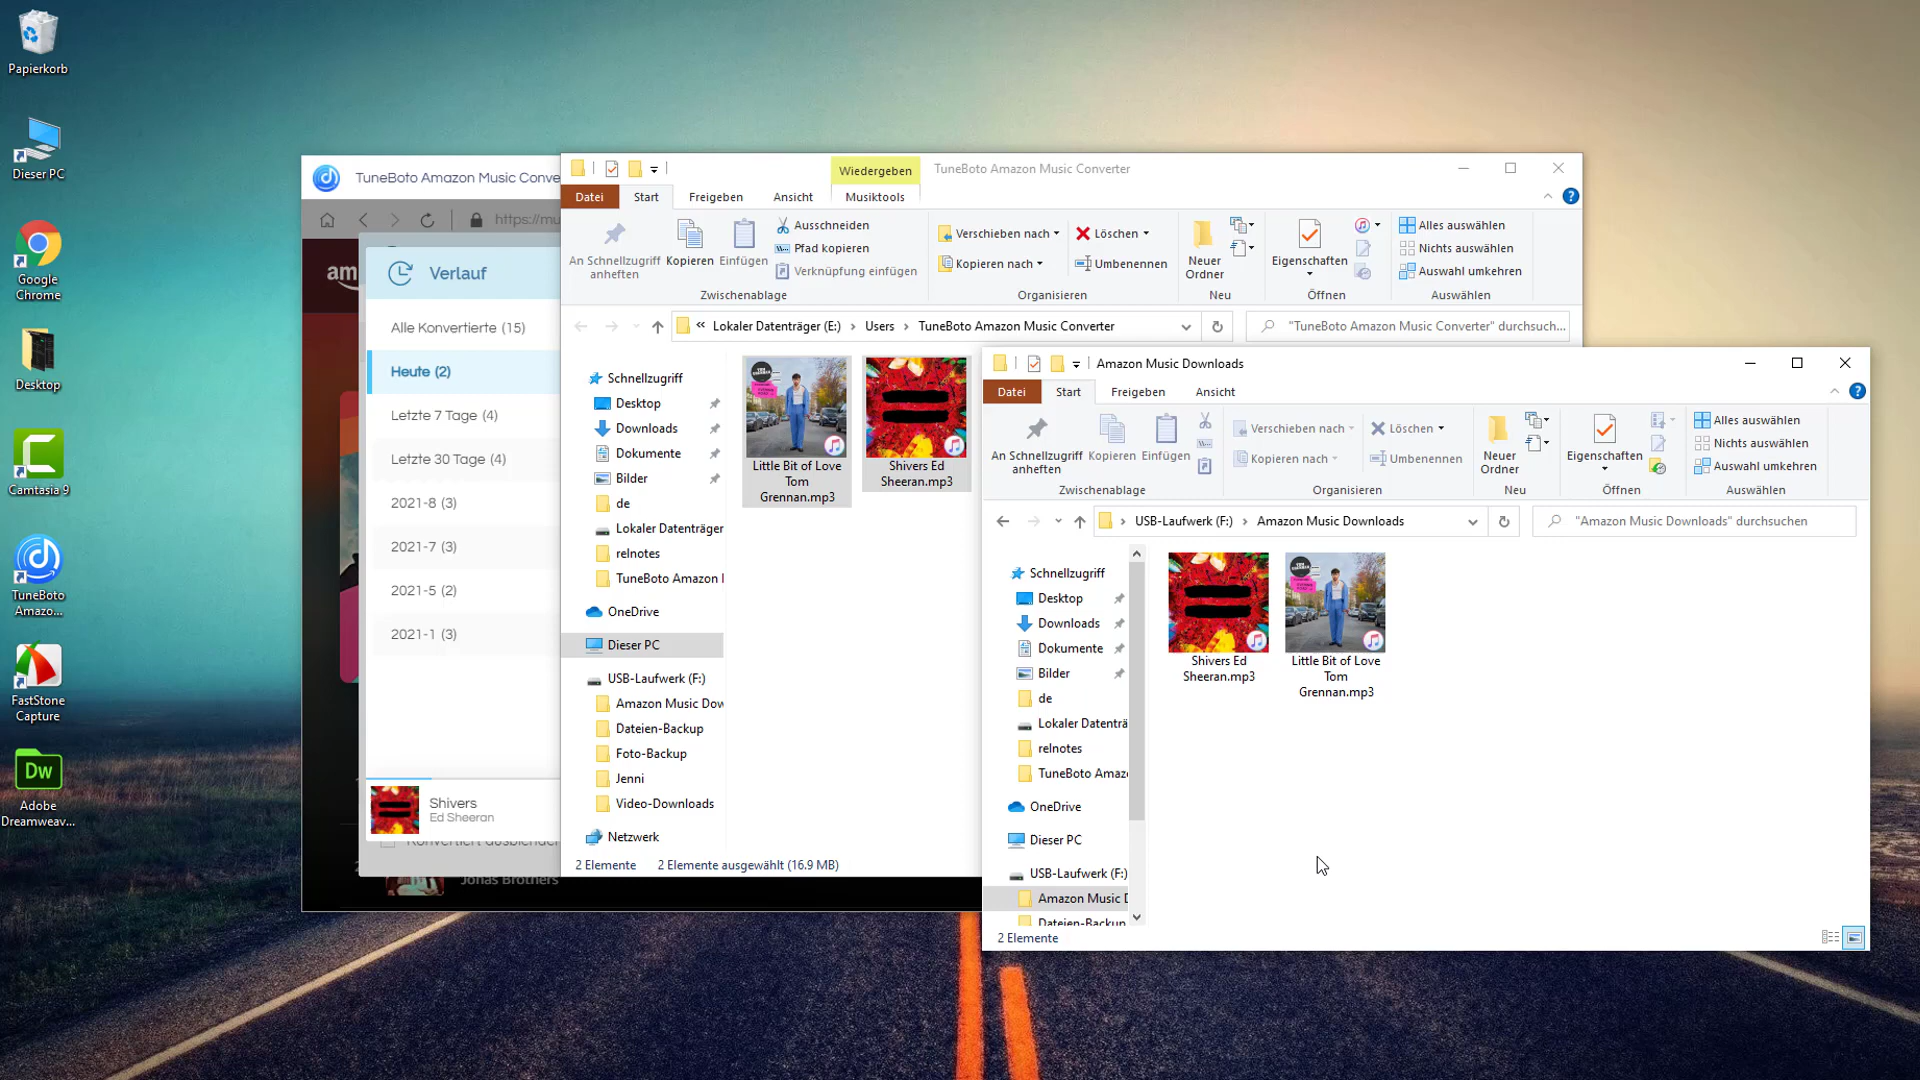 Papierkorb
Dieser PC
Google
Chrome
Desktop
Camtasia 9
TuneBoto
Amazo...
FastStone
Capture
Dw
Adobe
Dreamweav...
TuneBoto Amazon Music Conve
https://mu
am
Verlauf
Alle Konvertierte (15)
Heute (2)
Letzte 7 Tage (4)
Letzte 30 Tage (4)
2021-8 (3)
2021-7 (3)
2021-5 (2)
2021-1 (3)
Shivers
Ed Sheeran
Konvertiert ausblenden
Jonas Brothers
Wiedergeben
TuneBoto Amazon Music Converter
Datei
Start
Freigeben
Ansicht
Musiktools
An Schnellzugriff
anheften
Kopieren
Einfügen
Ausschneiden
Pfad kopieren
Verknüpfung einfügen
Zwischenablage
Verschieben nach
Kopieren nach
Löschen
Umbenennen
Organisieren
Neuer
Ordner
Neu
Eigenschaften
Öffnen
Alles auswählen
Nichts auswählen
Auswahl umkehren
Auswählen
« Lokaler Datenträger (E:) › Users › TuneBoto Amazon Music Converter
"TuneBoto Amazon Music Converter" durchsuch...
Schnellzugriff
Desktop
Downloads
Dokumente
Bilder
de
Lokaler Datenträger
relnotes
TuneBoto Amazon
OneDrive
Dieser PC
USB-Laufwerk (F:)
Amazon Music Dow
Dateien-Backup
Foto-Backup
Jenni
Video-Downloads
Netzwerk
Little Bit of Love
Tom
Grennan.mp3
Shivers Ed
Sheeran.mp3
2 Elemente
2 Elemente ausgewählt (16.9 MB)
Amazon Music Downloads
Datei
Start
Freigeben
Ansicht
An Schnellzugriff
anheften
Kopieren
Einfügen
Zwischenablage
Verschieben nach
Kopieren nach
Löschen
Umbenennen
Organisieren
Neuer
Ordner
Neu
Eigenschaften
Öffnen
Alles auswählen
Nichts auswählen
Auswahl umkehren
Auswählen
› USB-Laufwerk (F:) › Amazon Music Downloads
"Amazon Music Downloads" durchsuchen
Schnellzugriff
Desktop
Downloads
Dokumente
Bilder
de
Lokaler Datenträ
relnotes
TuneBoto Amazo
OneDrive
Dieser PC
USB-Laufwerk (F:)
Amazon Music D
Dateien-Backup
Shivers Ed
Sheeran.mp3
Little Bit of Love
Tom
Grennan.mp3
2 Elemente